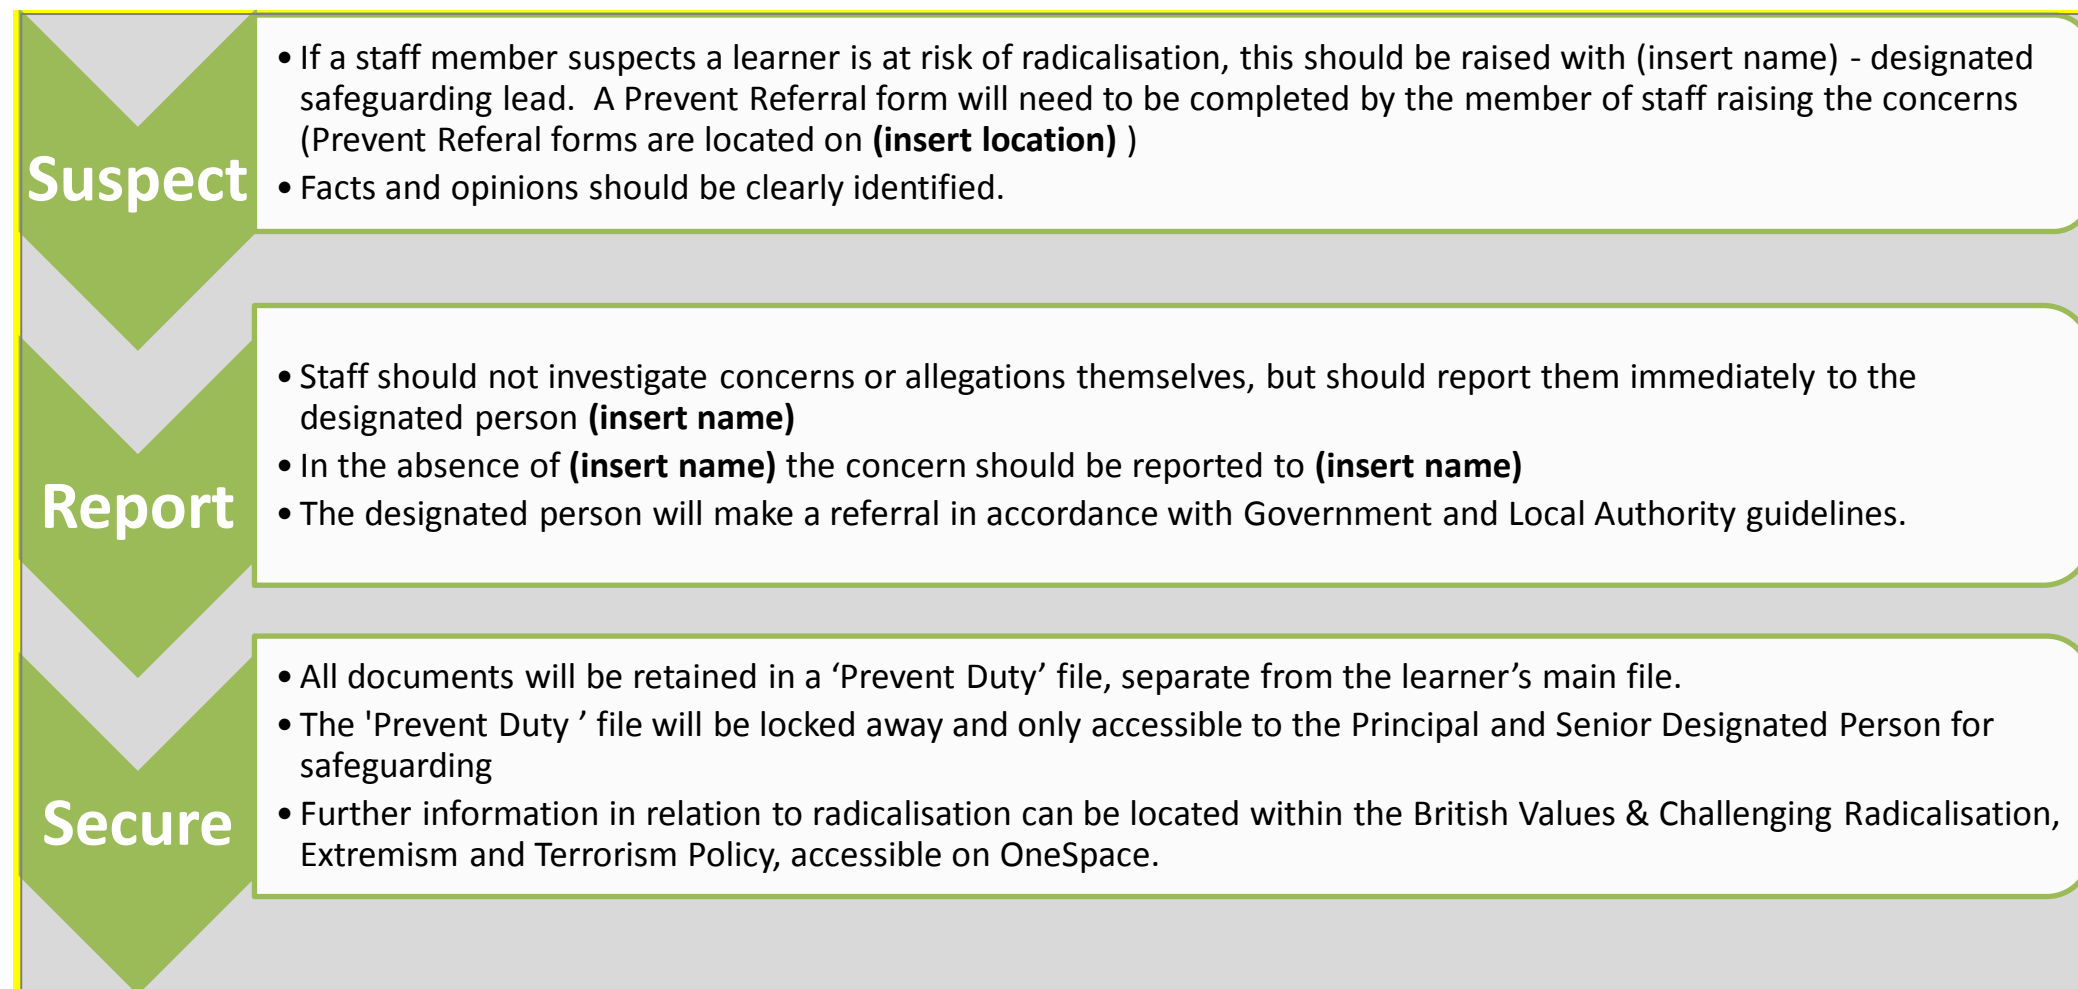 Suspect
• If a staff member suspects a learner is at risk of radicalisation, this should be raised with (insert name) - designated
safeguarding lead.  A Prevent Referral form will need to be completed by the member of staff raising the concerns
(Prevent Referal forms are located on (insert location) )
• Facts and opinions should be clearly identified.
Report
• Staff should not investigate concerns or allegations themselves, but should report them immediately to the
designated person (insert name)
• In the absence of (insert name) the concern should be reported to (insert name)
• The designated person will make a referral in accordance with Government and Local Authority guidelines.
Secure
• All documents will be retained in a ‘Prevent Duty’ file, separate from the learner’s main file.
• The 'Prevent Duty ’ file will be locked away and only accessible to the Principal and Senior Designated Person for
safeguarding
• Further information in relation to radicalisation can be located within the British Values & Challenging Radicalisation,
Extremism and Terrorism Policy, accessible on OneSpace.